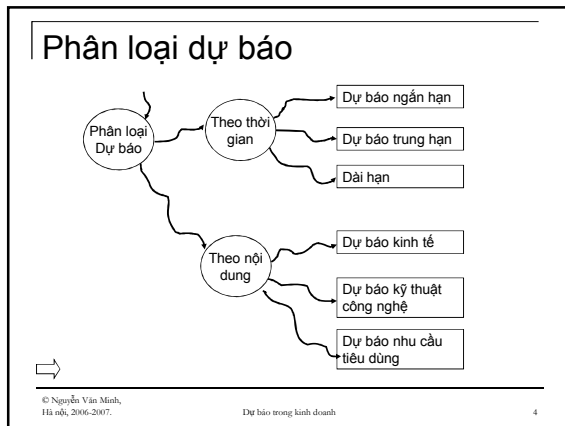 Phân loại dự báo
Phân loại
Dự báo
Theo thời
gian
Dự báo ngắn hạn
Dự báo trung hạn
Dài hạn
Theo nội
dung
Dự báo kinh tế
Dự báo kỹ thuật
công nghệ
Dự báo nhu cầu
tiêu dùng
© Nguyễn Văn Minh,
Hà nội, 2006-2007.
Dự báo trong kinh doanh
4